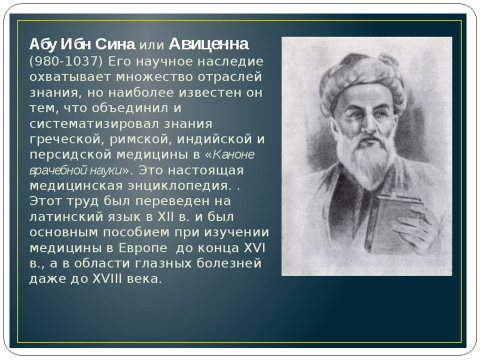 Абу Ибн Сина или Авиценна
(980-1037) Его научное наследие
охватывает множество отраслей
знания, но наиболее известен он
тем, что объединил и
систематизировал знания
греческой, римской, индийской и
персидской медицины в «Каноне
врачебной науки». Это настоящая
медицинская энциклопедия. .
Этот труд был переведен на
латинский язык в XII в. и был
основным пособием при изучении
медицины в Европе до конца XVI
в., а в области глазных болезней
даже до XVIII века.